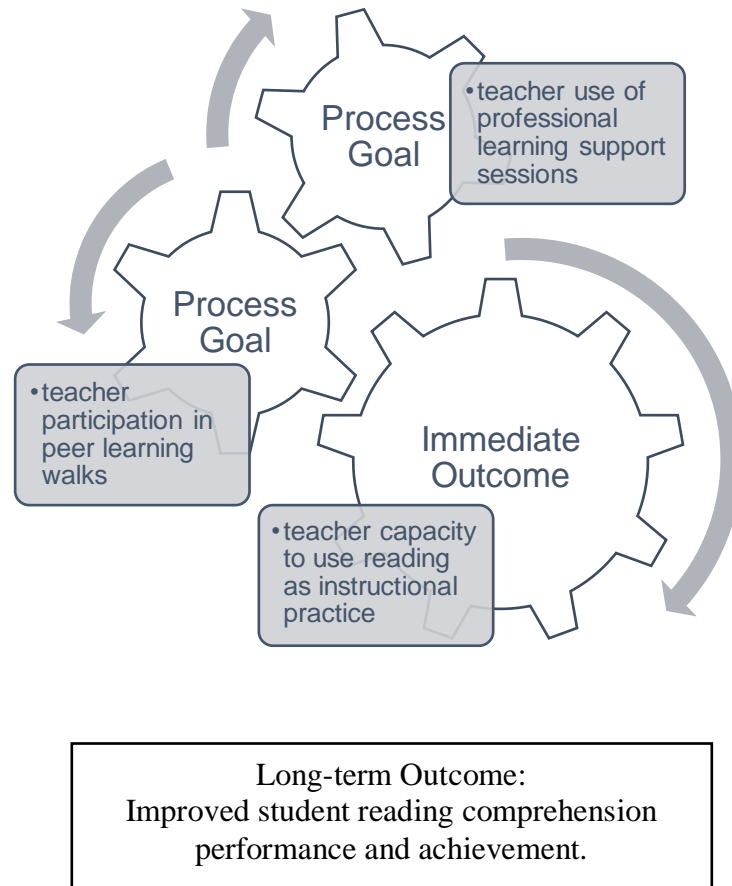 Process
Goal
•teacher use of
professional
learning support
sessions
Process
Goal
•teacher
participation in
peer learning
walks
Immediate
Outcome
•teacher capacity
to use reading
as instructional
practice
Long-term Outcome:
Improved student reading comprehension
performance and achievement.